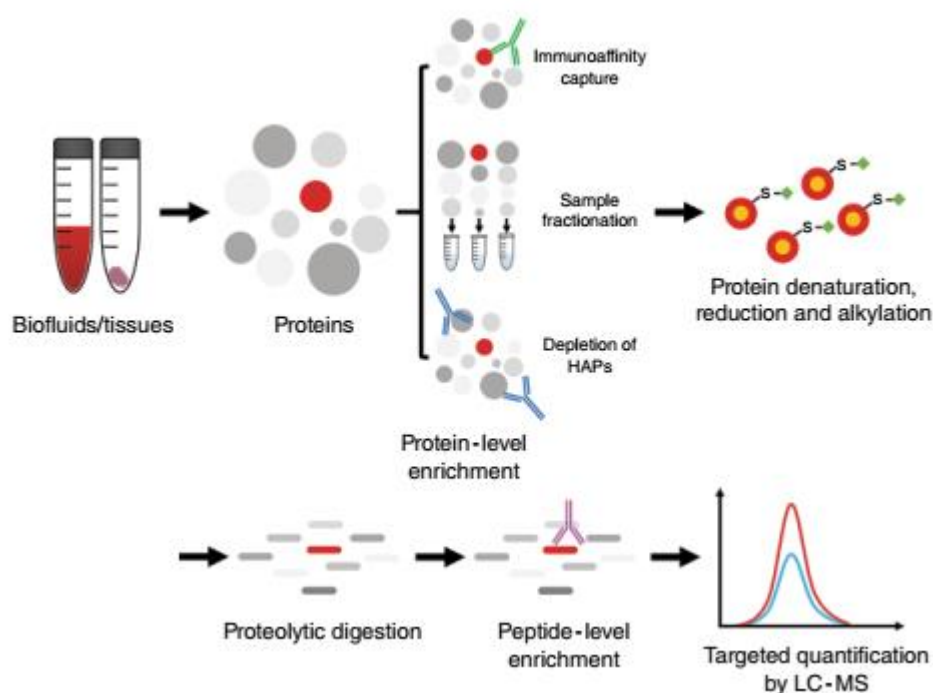 Immunoaffinity
capture
Sample
fractionation
Depletion of
HAPs
Biofluids/tissues
Proteins
Protein-level
enrichment
S
S
S
S
Protein denaturation,
reduction and alkylation
Proteolytic digestion
Peptide-level
enrichment
Targeted quantification
by LC-MS